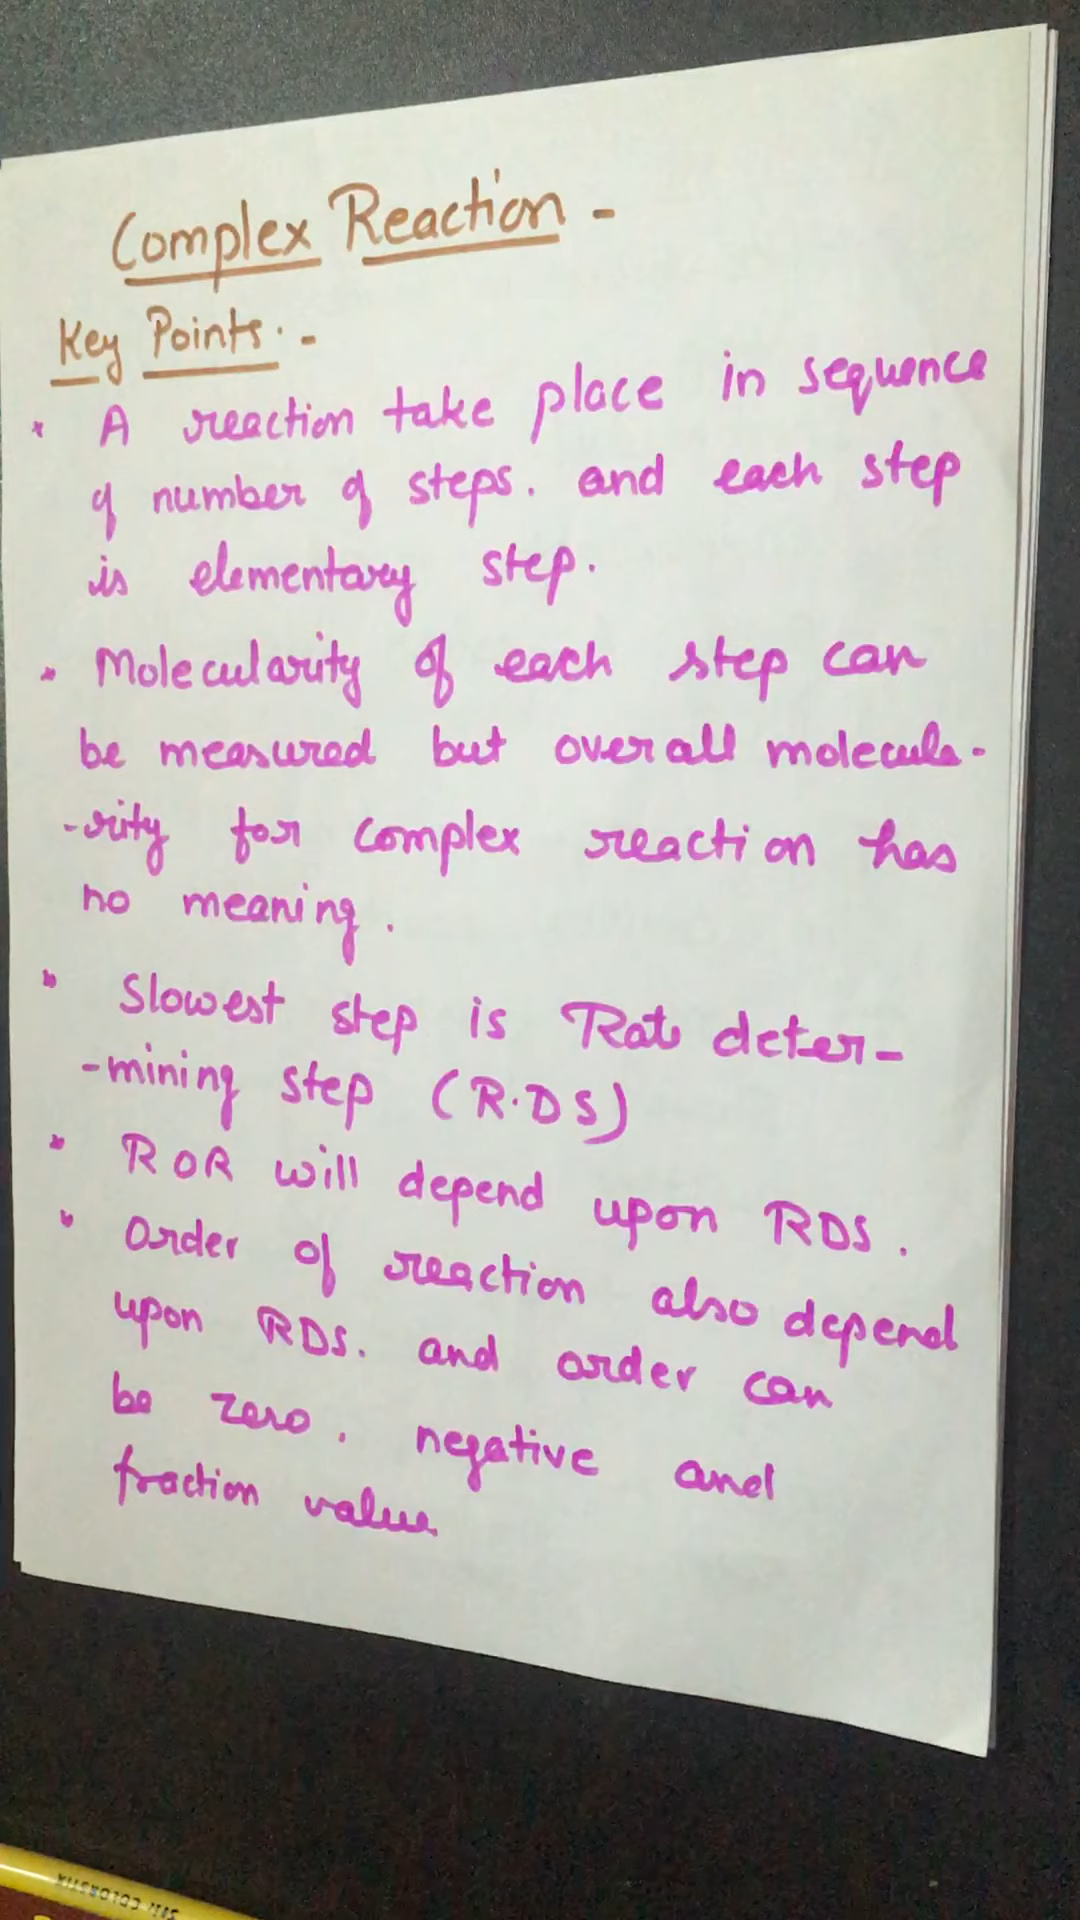 Complex Reaction -
Key Points. -
A reaction take place in sequence
of number of steps. and each step
is elementary step.
Molecularity of each step can
be measured but overall molecula-
-rity for complex reaction has
no meaning.
Slowest step is Rate deter-
-mining step (R.DS)
ROR will depend upon RDS.
Order of reaction also depend
upon RDS. and order can
be zero. negative and
fraction value